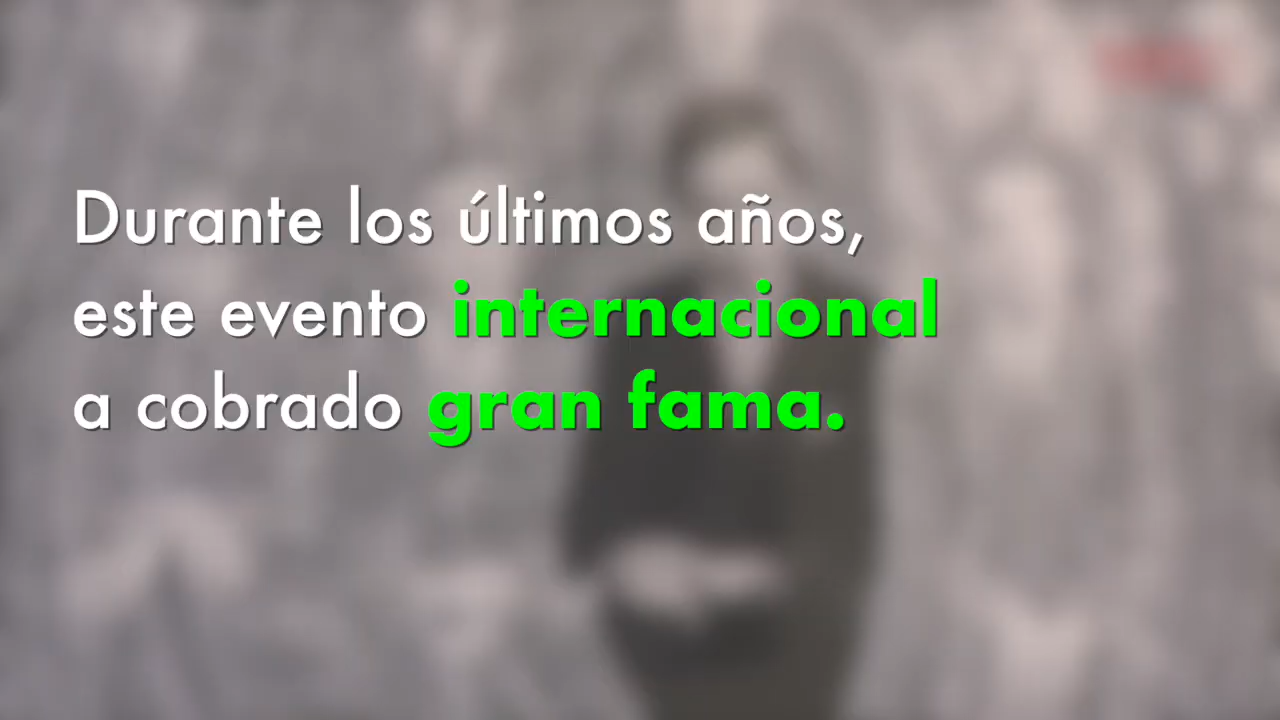 Durante los últimos años,
este evento internacional
a cobrado gran fama.